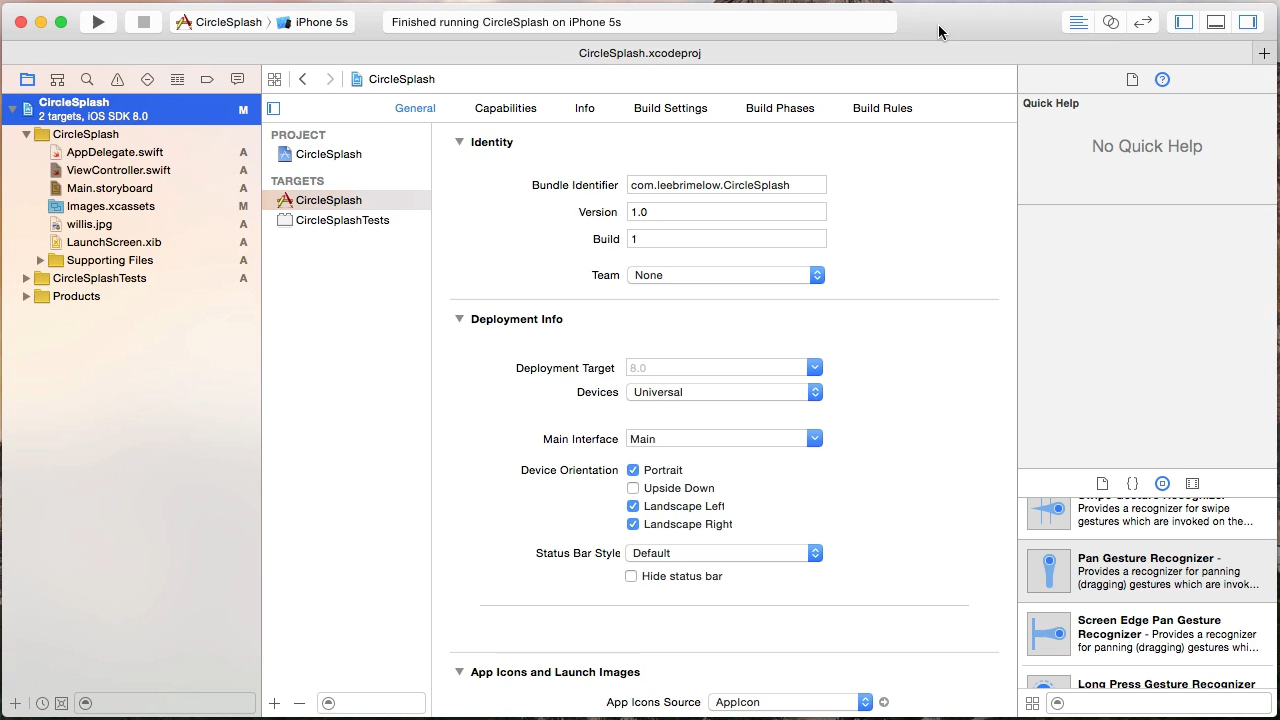 CircleSplash
iPhone 5s
Finished running CircleSplash on iPhone 5s
CircleSplash.xcodeproj
CircleSplash
2 targets, iOS SDK 8.0
M
CircleSplash
AppDelegate.swift
A
ViewController.swift
A
Main.storyboard
A
Images.xcassets
M
willis.jpg
A
LaunchScreen.xib
A
Supporting Files
A
CircleSplashTests
A
Products
CircleSplash
General
Capabilities
Info
Build Settings
Build Phases
Build Rules
PROJECT
CircleSplash
TARGETS
CircleSplash
CircleSplashTests
Identity
Bundle Identifier
com.leebrimelow.CircleSplash
Version
1.0
Build
1
Team
None
Deployment Info
Deployment Target
8.0
Devices
Universal
Main Interface
Main
Device Orientation
Portrait
Upside Down
Landscape Left
Landscape Right
Status Bar Style
Default
Hide status bar
App Icons and Launch Images
App Icons Source
AppIcon
Quick Help
No Quick Help
Swipe Gesture Recognizer
Provides a recognizer for swipe
gestures which are invoked on the...
Pan Gesture Recognizer -
Provides a recognizer for panning
(dragging) gestures which are invok...
Screen Edge Pan Gesture
Recognizer - Provides a recognizer
for panning (dragging) gestures whi...
Long Press Gesture Recognizer